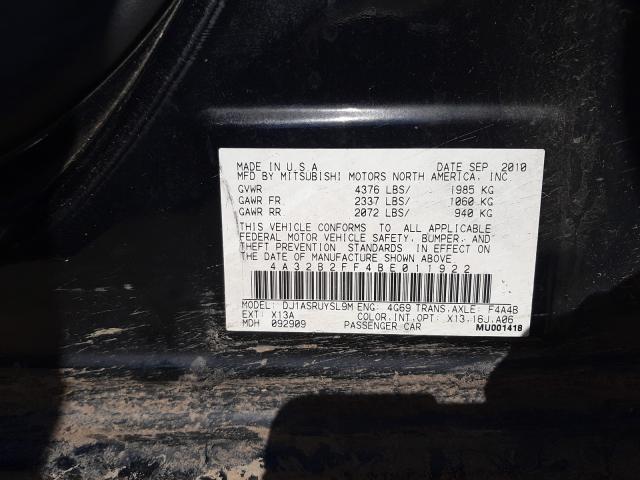 MADE IN U.S.A DATE SEP. 2010
MFD BY MITSUBISHI MOTORS NORTH AMERICA, INC
GVWR 4376 LBS/ 1985 KG
GAWR FR 2337 LBS/ 1060 KG
GAWR RR 2072 LBS/ 940 KG
THIS VEHICLE CONFORMS TO ALL APPLICABLE
FEDERAL MOTOR VEHICLE SAFETY, BUMPER, AND
THEFT PREVENTION STANDARDS IN EFFECT ON
THE DATE OF MANUFACTURE SHOWN ABOVE
4A32B2FF4BE011922
MODEL: DJ1ASRUYSL9M ENG: 4G69 TRANS.AXLE: F4A4B
EXT: X13A COLOR.INT.OPT: X13.16J.A06
MDH 092909 PASSENGER CAR MU001418